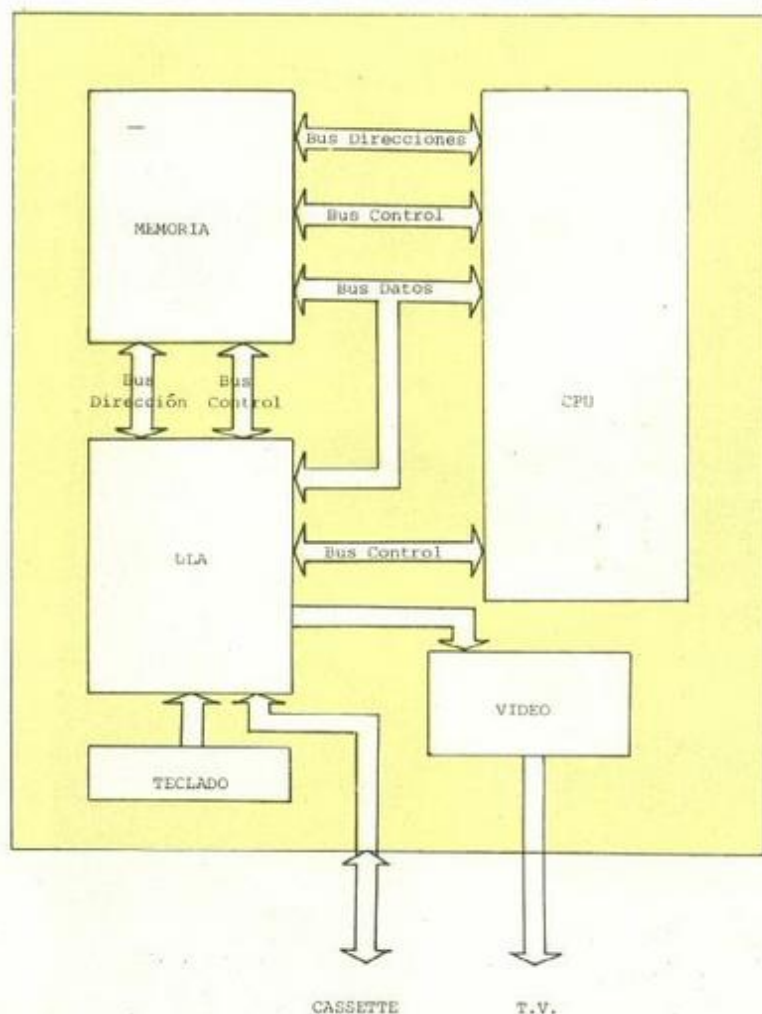 Bus Direcciones
Bus Control
MEMORIA
Bus Datos
Bus
Dirección
Bus
Control
CPU
ULA
Bus Control
VIDEO
TECLADO
CASSETTE
T.V.